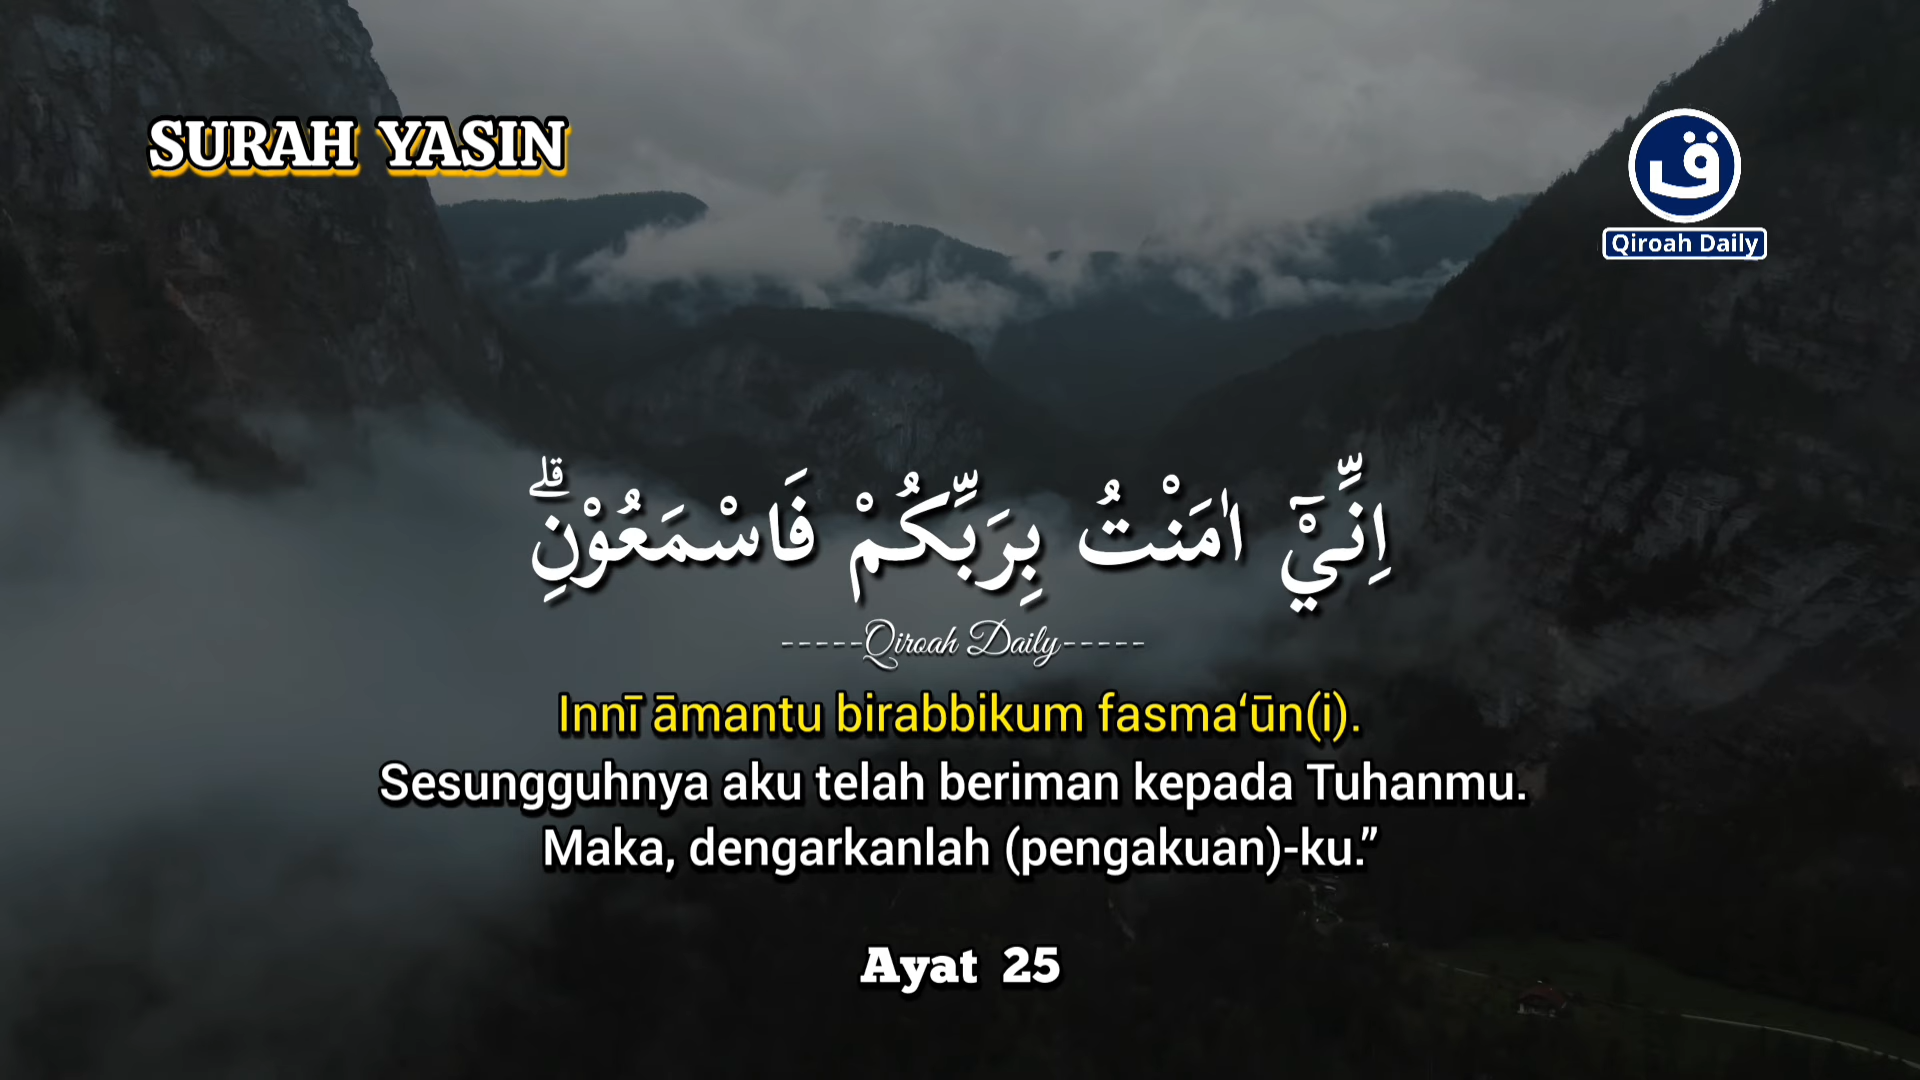 SURAH YASIN
ق
Qiroah Daily
اِنِّيْٓ اٰمَنْتُ بِرَبِّكُمْ فَاسْمَعُوْنِۗ
-----Qiroah Daily-----
Innī āmantu birabbikum fasma‘ūn(i).
Sesungguhnya aku telah beriman kepada Tuhanmu.
Maka, dengarkanlah (pengakuan)-ku.”
Ayat 25